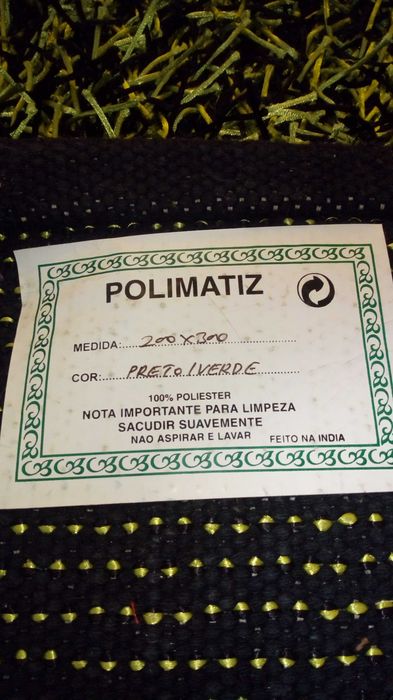 POLIMATIZ
MEDIDA:....200x300....
COR:....PRETO/VERDE....
100% POLIESTER
NOTA IMPORTANTE PARA LIMPEZA
SACUDIR SUAVEMENTE
NAO ASPIRAR E LAVAR FEITO NA INDIA